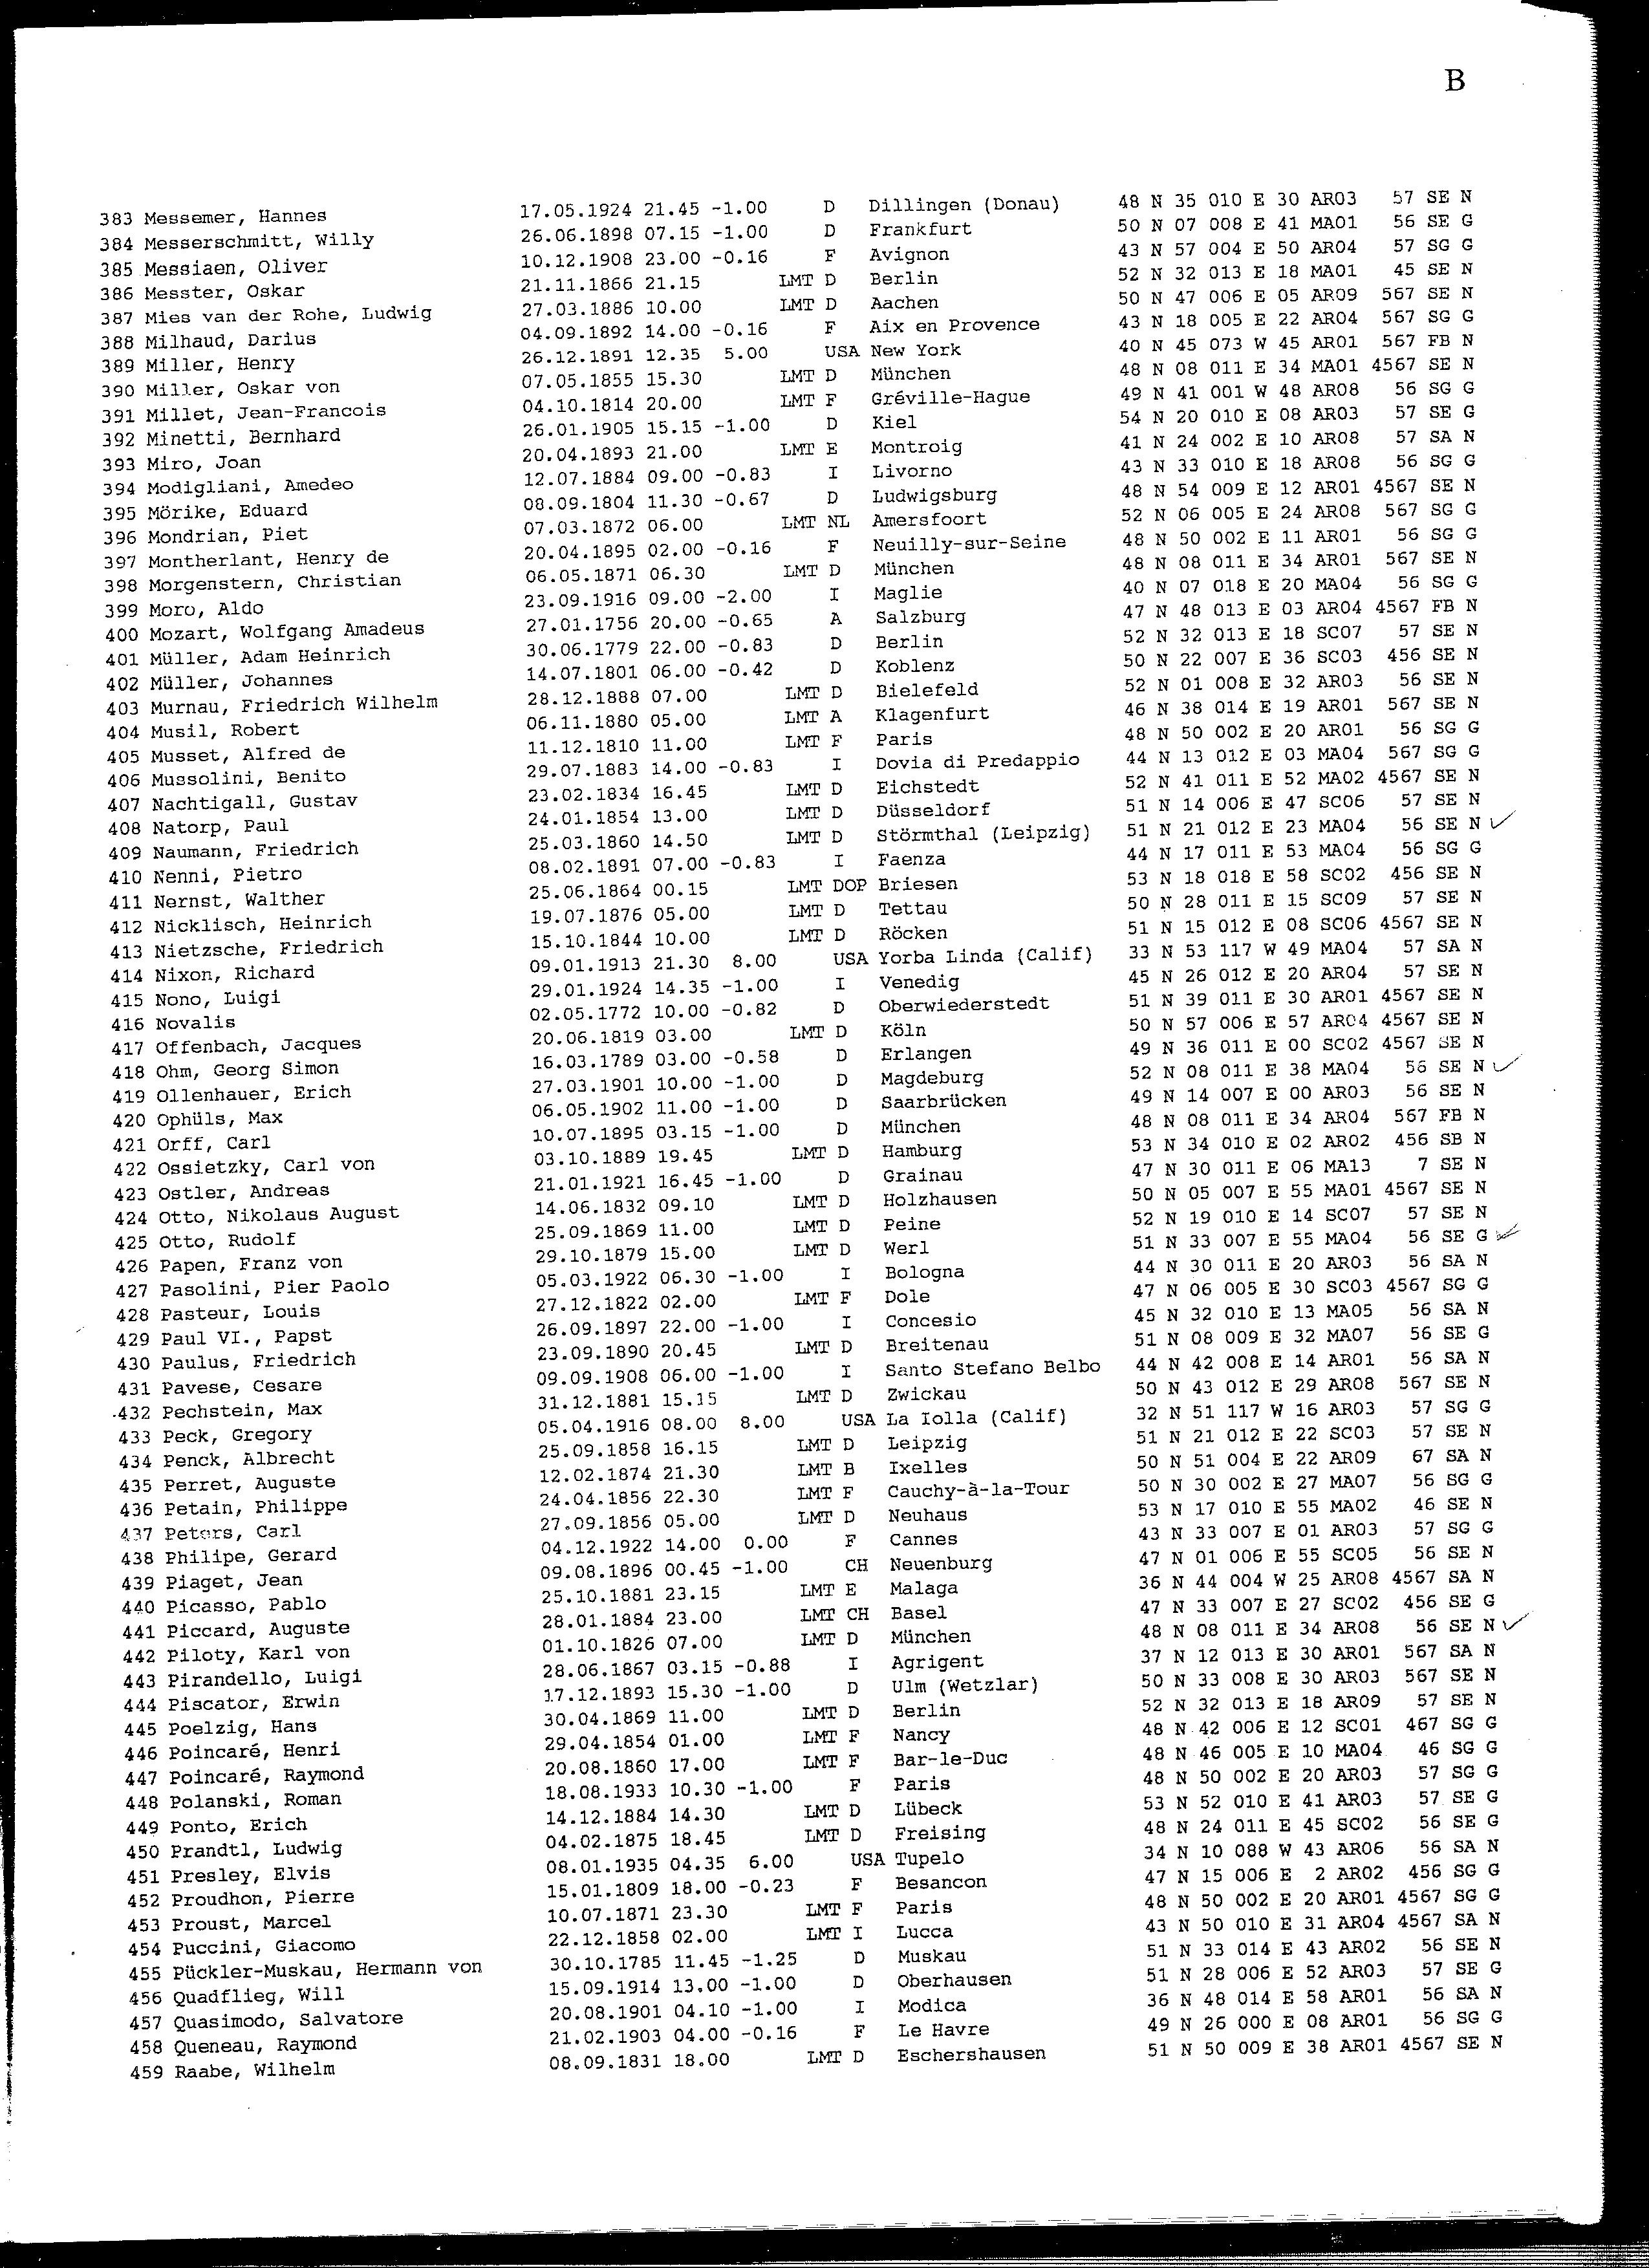 B
383 Messemer, Hannes 17.05.1924 21.45 -1.00 D Dillingen (Donau) 48 N 35 010 E 30 AR03 57 SE N
384 Messerschmitt, Willy 26.06.1898 07.15 -1.00 D Frankfurt 50 N 07 008 E 41 MA01 56 SE G
385 Messiaen, Oliver 10.12.1908 23.00 -0.16 F Avignon 43 N 57 004 E 50 AR04 57 SG G
386 Messter, Oskar 21.11.1866 21.15 LMT D Berlin 52 N 32 013 E 18 MA01 45 SE N
387 Mies van der Rohe, Ludwig 27.03.1886 10.00 LMT D Aachen 50 N 47 006 E 05 AR09 567 SE N
388 Milhaud, Darius 04.09.1892 14.00 -0.16 F Aix en Provence 43 N 18 005 E 22 AR04 567 SG G
389 Miller, Henry 26.12.1891 12.35 5.00 USA New York 40 N 45 073 W 45 AR01 567 FB N
390 Miller, Oskar von 07.05.1855 15.30 LMT D München 48 N 08 011 E 34 MA01 4567 SE N
391 Millet, Jean-Francois 04.10.1814 20.00 LMT F Gréville-Hague 49 N 41 001 W 48 AR08 56 SG G
392 Minetti, Bernhard 26.01.1905 15.15 -1.00 D Kiel 54 N 20 010 E 08 AR03 57 SE G
393 Miro, Joan 20.04.1893 21.00 LMT E Montroig 41 N 24 002 E 10 AR08 57 SA N
394 Modigliani, Amedeo 12.07.1884 09.00 -0.83 I Livorno 43 N 33 010 E 18 AR08 56 SG G
395 Mörike, Eduard 08.09.1804 11.30 -0.67 D Ludwigsburg 48 N 54 009 E 12 AR01 4567 SE N
396 Mondrian, Piet 07.03.1872 06.00 LMT NL Amersfoort 52 N 06 005 E 24 AR08 567 SG G
397 Montherlant, Henry de 20.04.1895 02.00 -0.16 F Neuilly-sur-Seine 48 N 50 002 E 11 AR01 56 SG G
398 Morgenstern, Christian 06.05.1871 06.30 LMT D München 48 N 08 011 E 34 AR01 567 SE N
399 Moro, Aldo 23.09.1916 09.00 -2.00 I Maglie 40 N 07 018 E 20 MA04 56 SG G
400 Mozart, Wolfgang Amadeus 27.01.1756 20.00 -0.65 A Salzburg 47 N 48 013 E 03 AR04 4567 FB N
401 Müller, Adam Heinrich 30.06.1779 22.00 -0.83 D Berlin 52 N 32 013 E 18 SC07 57 SE N
402 Müller, Johannes 14.07.1801 06.00 -0.42 D Koblenz 50 N 22 007 E 36 SC03 456 SE N
403 Murnau, Friedrich Wilhelm 28.12.1888 07.00 LMT D Bielefeld 52 N 01 008 E 32 AR03 56 SE N
404 Musil, Robert 06.11.1880 05.00 LMT A Klagenfurt 46 N 38 014 E 19 AR01 567 SE N
405 Musset, Alfred de 11.12.1810 11.00 LMT F Paris 48 N 50 002 E 20 AR01 56 SG G
406 Mussolini, Benito 29.07.1883 14.00 -0.83 I Dovia di Predappio 44 N 13 012 E 03 MA04 567 SG G
407 Nachtigall, Gustav 23.02.1834 16.45 LMT D Eichstedt 52 N 41 011 E 52 MA02 4567 SE N
408 Natorp, Paul 24.01.1854 13.00 LMT D Düsseldorf 51 N 14 006 E 47 SC06 57 SE N
409 Naumann, Friedrich 25.03.1860 14.50 LMT D Störmthal (Leipzig) 51 N 21 012 E 23 MA04 56 SE N ✓
410 Nenni, Pietro 08.02.1891 07.00 -0.83 I Faenza 44 N 17 011 E 53 MA04 56 SG G
411 Nernst, Walther 25.06.1864 00.15 LMT DOP Briesen 53 N 18 018 E 58 SC02 456 SE N
412 Nicklisch, Heinrich 19.07.1876 05.00 LMT D Tettau 50 N 28 011 E 15 SC09 57 SE N
413 Nietzsche, Friedrich 15.10.1844 10.00 LMT D Röcken 51 N 15 012 E 08 SC06 4567 SE N
414 Nixon, Richard 09.01.1913 21.30 8.00 USA Yorba Linda (Calif) 33 N 53 117 W 49 MA04 57 SA N
415 Nono, Luigi 29.01.1924 14.35 -1.00 I Venedig 45 N 26 012 E 20 AR04 57 SE N
416 Novalis 02.05.1772 10.00 -0.82 D Oberwiederstedt 51 N 39 011 E 30 AR01 4567 SE N
417 Offenbach, Jacques 20.06.1819 03.00 LMT D Köln 50 N 57 006 E 57 AR04 4567 SE N
418 Ohm, Georg Simon 16.03.1789 03.00 -0.58 D Erlangen 49 N 36 011 E 00 SC02 4567 SE N
419 Ollenhauer, Erich 27.03.1901 10.00 -1.00 D Magdeburg 52 N 08 011 E 38 MA04 56 SE N ✓
420 Ophüls, Max 06.05.1902 11.00 -1.00 D Saarbrücken 49 N 14 007 E 00 AR03 56 SE N
421 Orff, Carl 10.07.1895 03.15 -1.00 D München 48 N 08 011 E 34 AR04 567 FB N
422 Ossietzky, Carl von 03.10.1889 19.45 LMT D Hamburg 53 N 34 010 E 02 AR02 456 SB N
423 Ostler, Andreas 21.01.1921 16.45 -1.00 D Grainau 47 N 30 011 E 06 MA13 7 SE N
424 Otto, Nikolaus August 14.06.1832 09.10 LMT D Holzhausen 50 N 05 007 E 55 MA01 4567 SE N
425 Otto, Rudolf 25.09.1869 11.00 LMT D Peine 52 N 19 010 E 14 SC07 57 SE N
426 Papen, Franz von 29.10.1879 15.00 LMT D Werl 51 N 33 007 E 55 MA04 56 SE G ✓
427 Pasolini, Pier Paolo 05.03.1922 06.30 -1.00 I Bologna 44 N 30 011 E 20 AR03 56 SA N
428 Pasteur, Louis 27.12.1822 02.00 LMT F Dole 47 N 06 005 E 30 SC03 4567 SG G
429 Paul VI., Papst 26.09.1897 22.00 -1.00 I Concesio 45 N 32 010 E 13 MA05 56 SA N
430 Paulus, Friedrich 23.09.1890 20.45 LMT D Breitenau 51 N 08 009 E 32 MA07 56 SE G
431 Pavese, Cesare 09.09.1908 06.00 -1.00 I Santo Stefano Belbo 44 N 42 008 E 14 AR01 56 SA N
432 Pechstein, Max 31.12.1881 15.15 LMT D Zwickau 50 N 43 012 E 29 AR08 567 SE N
433 Peck, Gregory 05.04.1916 08.00 8.00 USA La Iolla (Calif) 32 N 51 117 W 16 AR03 57 SG G
434 Penck, Albrecht 25.09.1858 16.15 LMT D Leipzig 51 N 21 012 E 22 SC03 57 SE N
435 Perret, Auguste 12.02.1874 21.30 LMT B Ixelles 50 N 51 004 E 22 AR09 67 SA N
436 Petain, Philippe 24.04.1856 22.30 LMT F Cauchy-à-la-Tour 50 N 30 002 E 27 MA07 56 SG G
437 Peters, Carl 27.09.1856 05.00 LMT D Neuhaus 53 N 17 010 E 55 MA02 46 SE N
438 Philipe, Gerard 04.12.1922 14.00 0.00 F Cannes 43 N 33 007 E 01 AR03 57 SG G
439 Piaget, Jean 09.08.1896 00.45 -1.00 CH Neuenburg 47 N 01 006 E 55 SC05 56 SE N
440 Picasso, Pablo 25.10.1881 23.15 LMT E Malaga 36 N 44 004 W 25 AR08 4567 SA N
441 Piccard, Auguste 28.01.1884 23.00 LMT CH Basel 47 N 33 007 E 27 SC02 456 SE G
442 Piloty, Karl von 01.10.1826 07.00 LMT D München 48 N 08 011 E 34 AR08 56 SE N ✓
443 Pirandello, Luigi 28.06.1867 03.15 -0.88 I Agrigent 37 N 12 013 E 30 AR01 567 SA N
444 Piscator, Erwin 17.12.1893 15.30 -1.00 D Ulm (Wetzlar) 50 N 33 008 E 30 AR03 567 SE N
445 Poelzig, Hans 30.04.1869 11.00 LMT D Berlin 52 N 32 013 E 18 AR09 57 SE N
446 Poincaré, Henri 29.04.1854 01.00 LMT F Nancy 48 N 42 006 E 12 SC01 467 SG G
447 Poincaré, Raymond 20.08.1860 17.00 LMT F Bar-le-Duc 48 N 46 005 E 10 MA04 46 SG G
448 Polanski, Roman 18.08.1933 10.30 -1.00 F Paris 48 N 50 002 E 20 AR03 57 SG G
449 Ponto, Erich 14.12.1884 14.30 LMT D Lübeck 53 N 52 010 E 41 AR03 57 SE G
450 Prandtl, Ludwig 04.02.1875 18.45 LMT D Freising 48 N 24 011 E 45 SC02 56 SE G
451 Presley, Elvis 08.01.1935 04.35 6.00 USA Tupelo 34 N 10 088 W 43 AR06 56 SA N
452 Proudhon, Pierre 15.01.1809 18.00 -0.23 F Besancon 47 N 15 006 E 2 AR02 456 SG G
453 Proust, Marcel 10.07.1871 23.30 LMT F Paris 48 N 50 002 E 20 AR01 4567 SG G
454 Puccini, Giacomo 22.12.1858 02.00 LMT I Lucca 43 N 50 010 E 31 AR04 4567 SA N
455 Pückler-Muskau, Hermann von 30.10.1785 11.45 -1.25 D Muskau 51 N 33 014 E 43 AR02 56 SE N
456 Quadflieg, Will 15.09.1914 13.00 -1.00 D Oberhausen 51 N 28 006 E 52 AR03 57 SE G
457 Quasimodo, Salvatore 20.08.1901 04.10 -1.00 I Modica 36 N 48 014 E 58 AR01 56 SA N
458 Queneau, Raymond 21.02.1903 04.00 -0.16 F Le Havre 49 N 26 000 E 08 AR01 56 SG G
459 Raabe, Wilhelm 08.09.1831 18.00 LMT D Eschershausen 51 N 50 009 E 38 AR01 4567 SE N